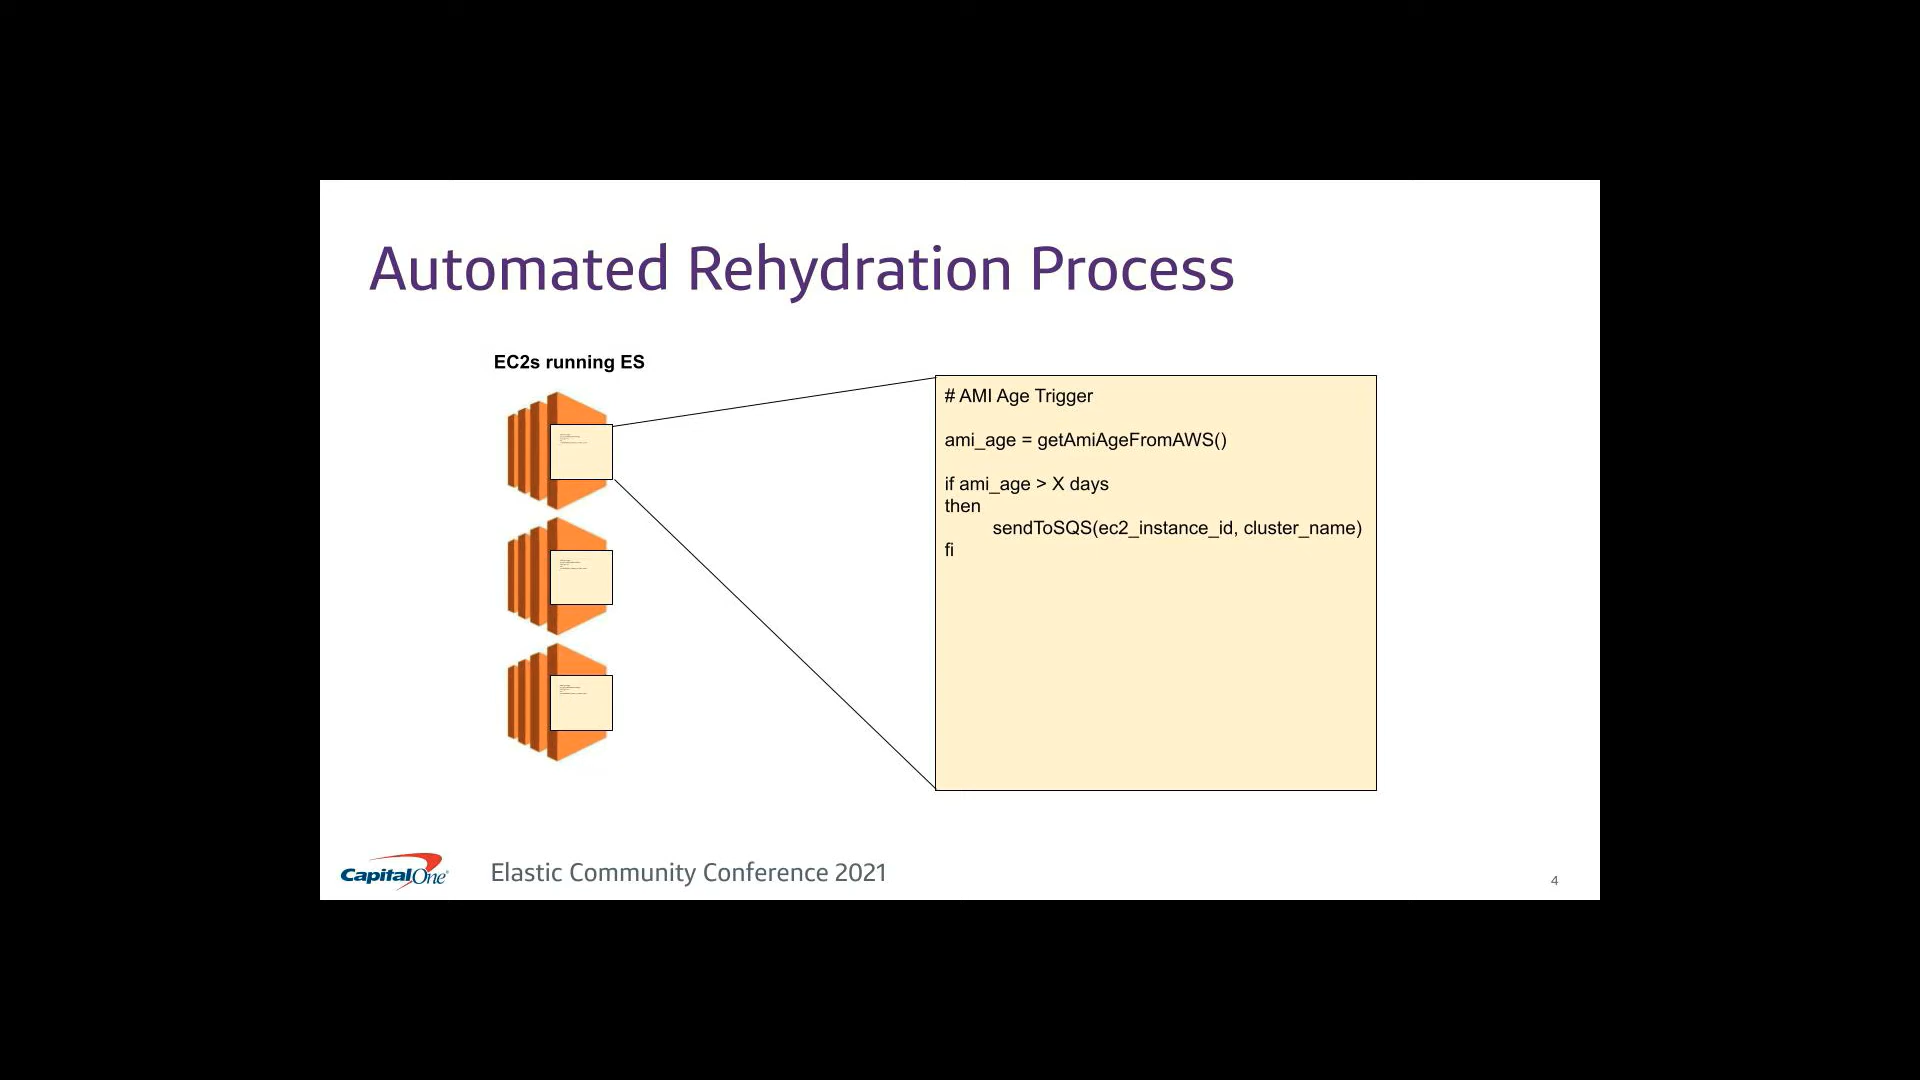 Automated Rehydration Process
EC2s running ES
# AMI Age Trigger
ami_age = getAmiAgeFromAWS()
if ami_age > X days
then
sendToSQS(ec2_instance_id, cluster_name)
fi
CapitalOne
Elastic Community Conference 2021
4